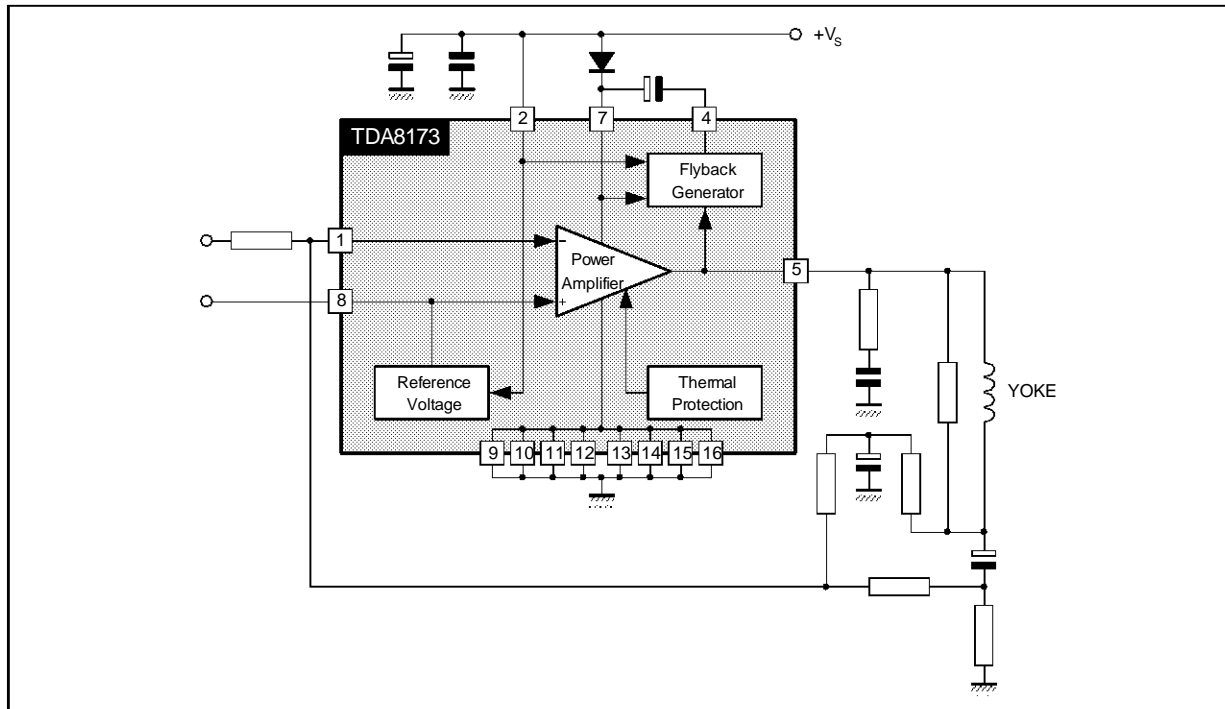 +VS
2
7
4
TDA8173
Flyback
Generator
1
-
Power
Amplifier
5
8
+
Reference
Voltage
Thermal
Protection
YOKE
9 10 11 12 13 14 15 16